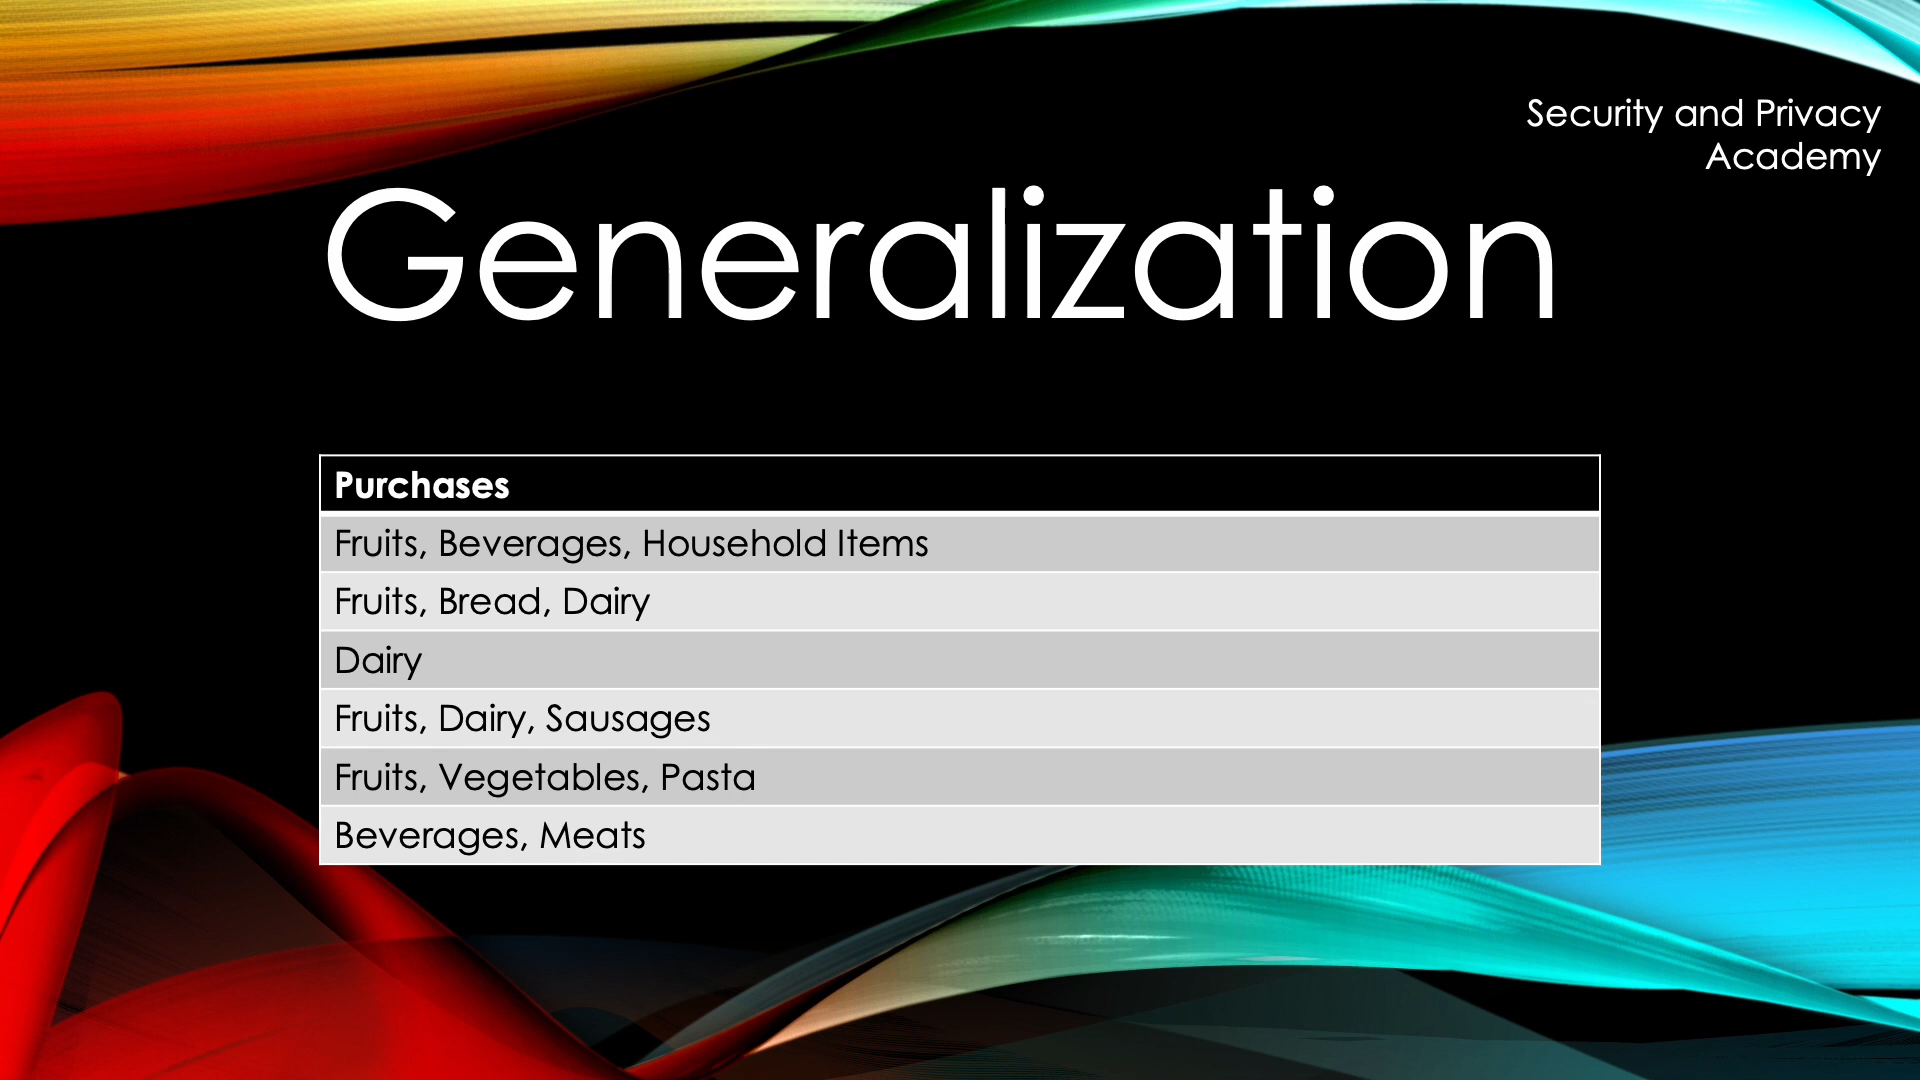 Security and Privacy
Academy
Generalization
Purchases
Fruits, Beverages, Household Items
Fruits, Bread, Dairy
Dairy
Fruits, Dairy, Sausages
Fruits, Vegetables, Pasta
Beverages, Meats